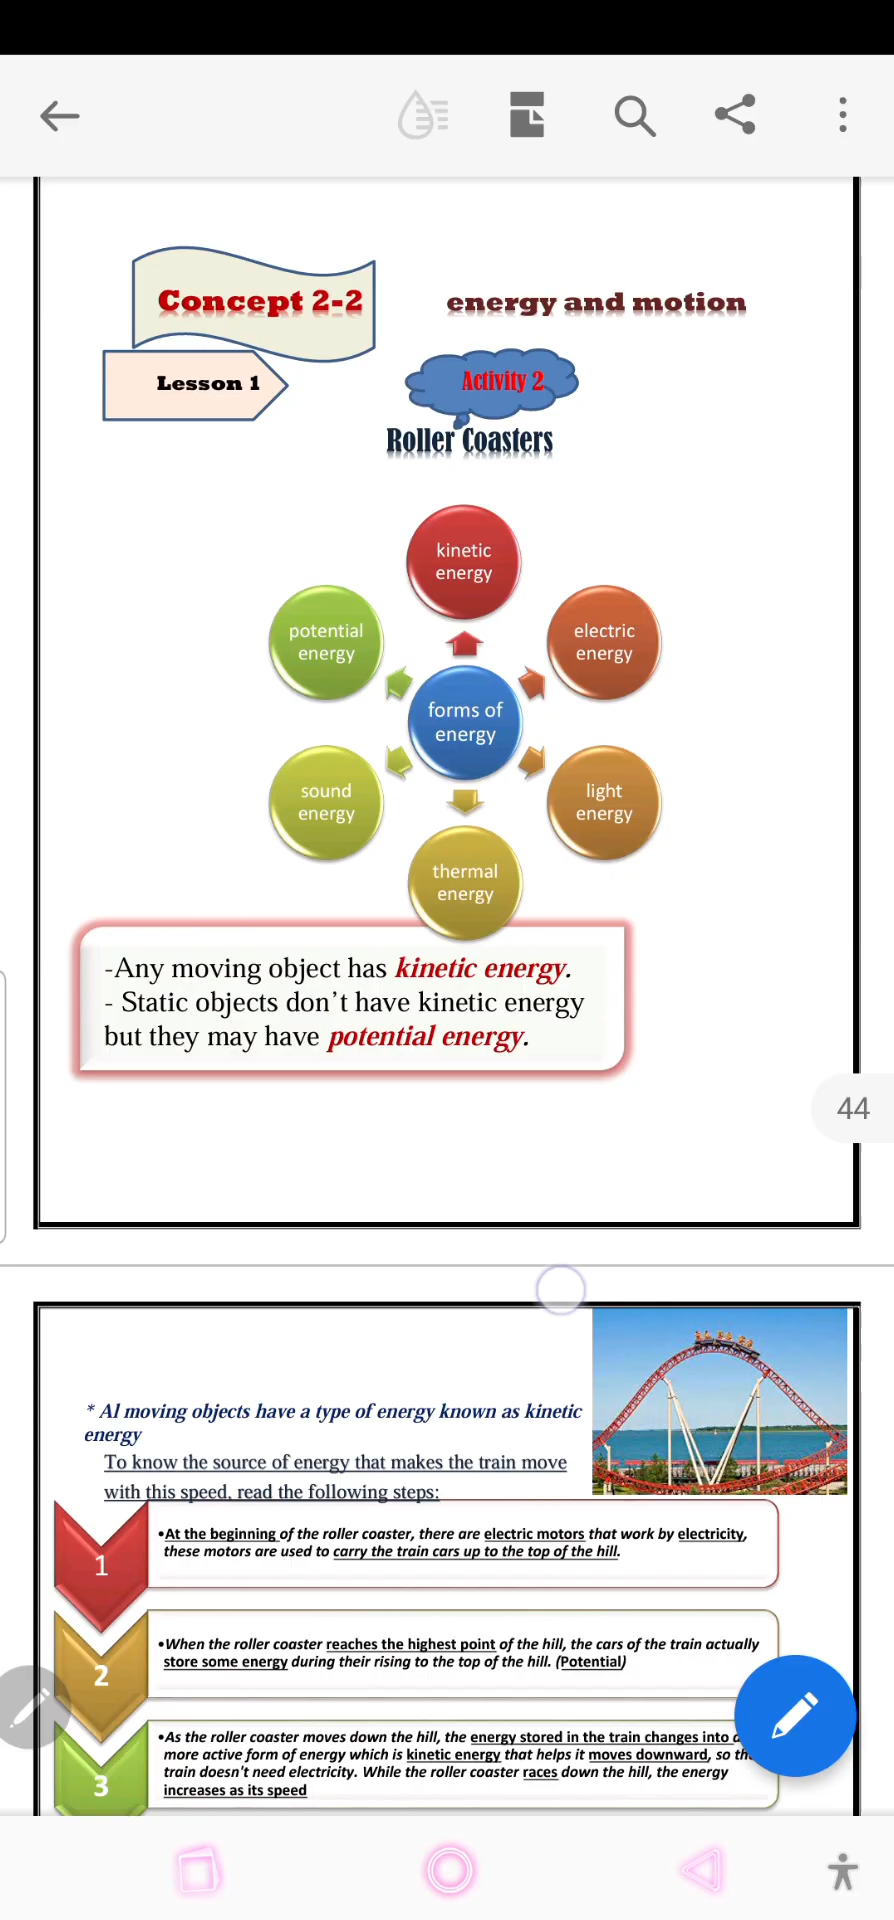 Concept 2-2
energy and motion
Lesson 1
Activity 2
Roller Coasters
kinetic
energy
potential
energy
electric
energy
forms of
energy
sound
energy
light
energy
thermal
energy
-Any moving object has kinetic energy.
- Static objects don't have kinetic energy
but they may have potential energy.
44
* Al moving objects have a type of energy known as kinetic
energy
To know the source of energy that makes the train move
with this speed, read the following steps:
1
•At the beginning of the roller coaster, there are electric motors that work by electricity,
these motors are used to carry the train cars up to the top of the hill.
2
•When the roller coaster reaches the highest point of the hill, the cars of the train actually
store some energy during their rising to the top of the hill. (Potential)
3
•As the roller coaster moves down the hill, the energy stored in the train changes into
more active form of energy which is kinetic energy that helps it moves downward, so
train doesn't need electricity. While the roller coaster races down the hill, the energy
increases as its speed